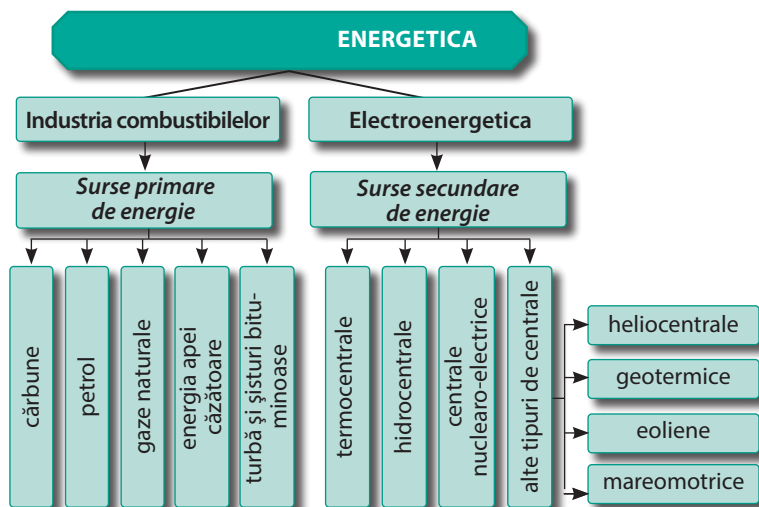 ENERGETICA
Industria combustibilelor
Electroenergetica
Surse primare
de energie
Surse secundare
de energie
cărbune
petrol
gaze naturale
energia apei
căzătoare
turbă și șisturi bitu-
minoase
termocentrale
hidrocentrale
centrale
nuclearo-electrice
alte tipuri de centrale
heliocentrale
geotermice
eoliene
mareomotrice